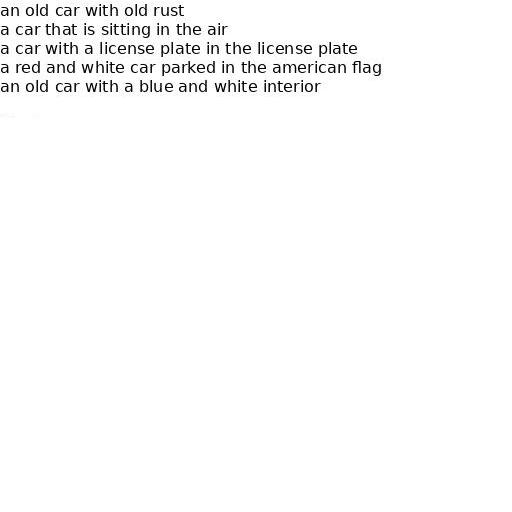 an old car with old rust
a car that is sitting in the air
a car with a license plate in the license plate
a red and white car parked in the american flag
an old car with a blue and white interior